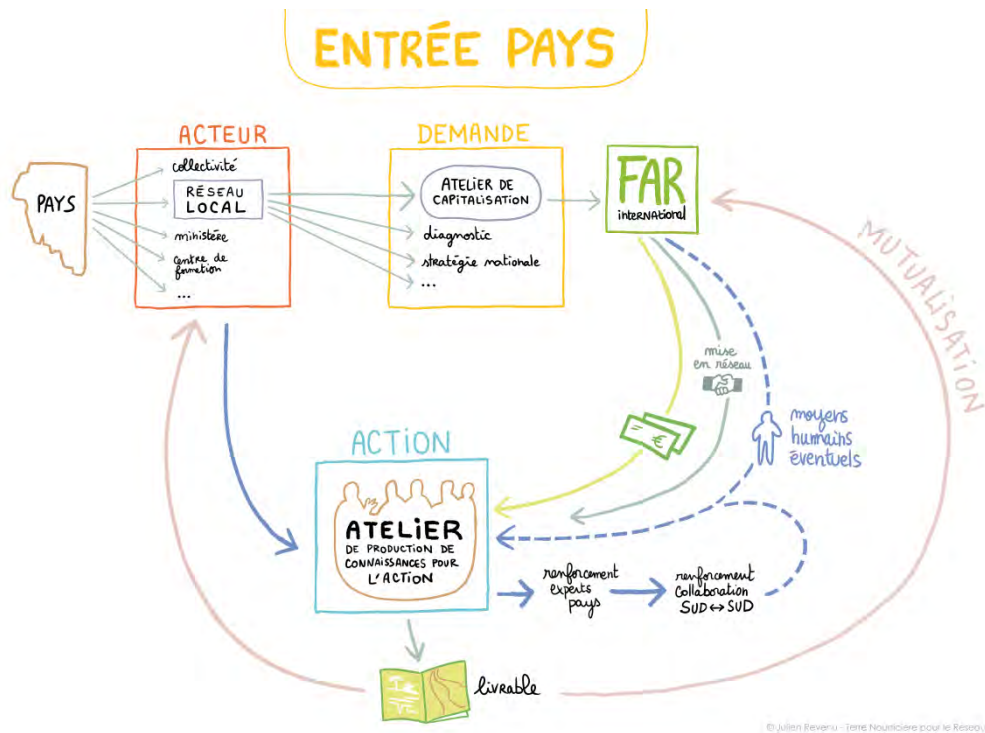 ENTRÉE PAYS
ACTEUR
DEMANDE
PAYS
collectivité
RÉSEAU
LOCAL
ministère
centre de
formation
...
ATELIER DE
CAPITALISATION
diagnostic
stratégie nationale
...
FAR
international
MUTUALISATION
mise
en réseau
€
moyens
humains
éventuels
ACTION
ATELIER
DE PRODUCTION DE
CONNAISSANCES POUR
L'ACTION
renforcement
experts
pays
renforcement
collaboration
SUD ↔ SUD
livrable
© Julien Revenu - Terre Nourricière pour le Réseau